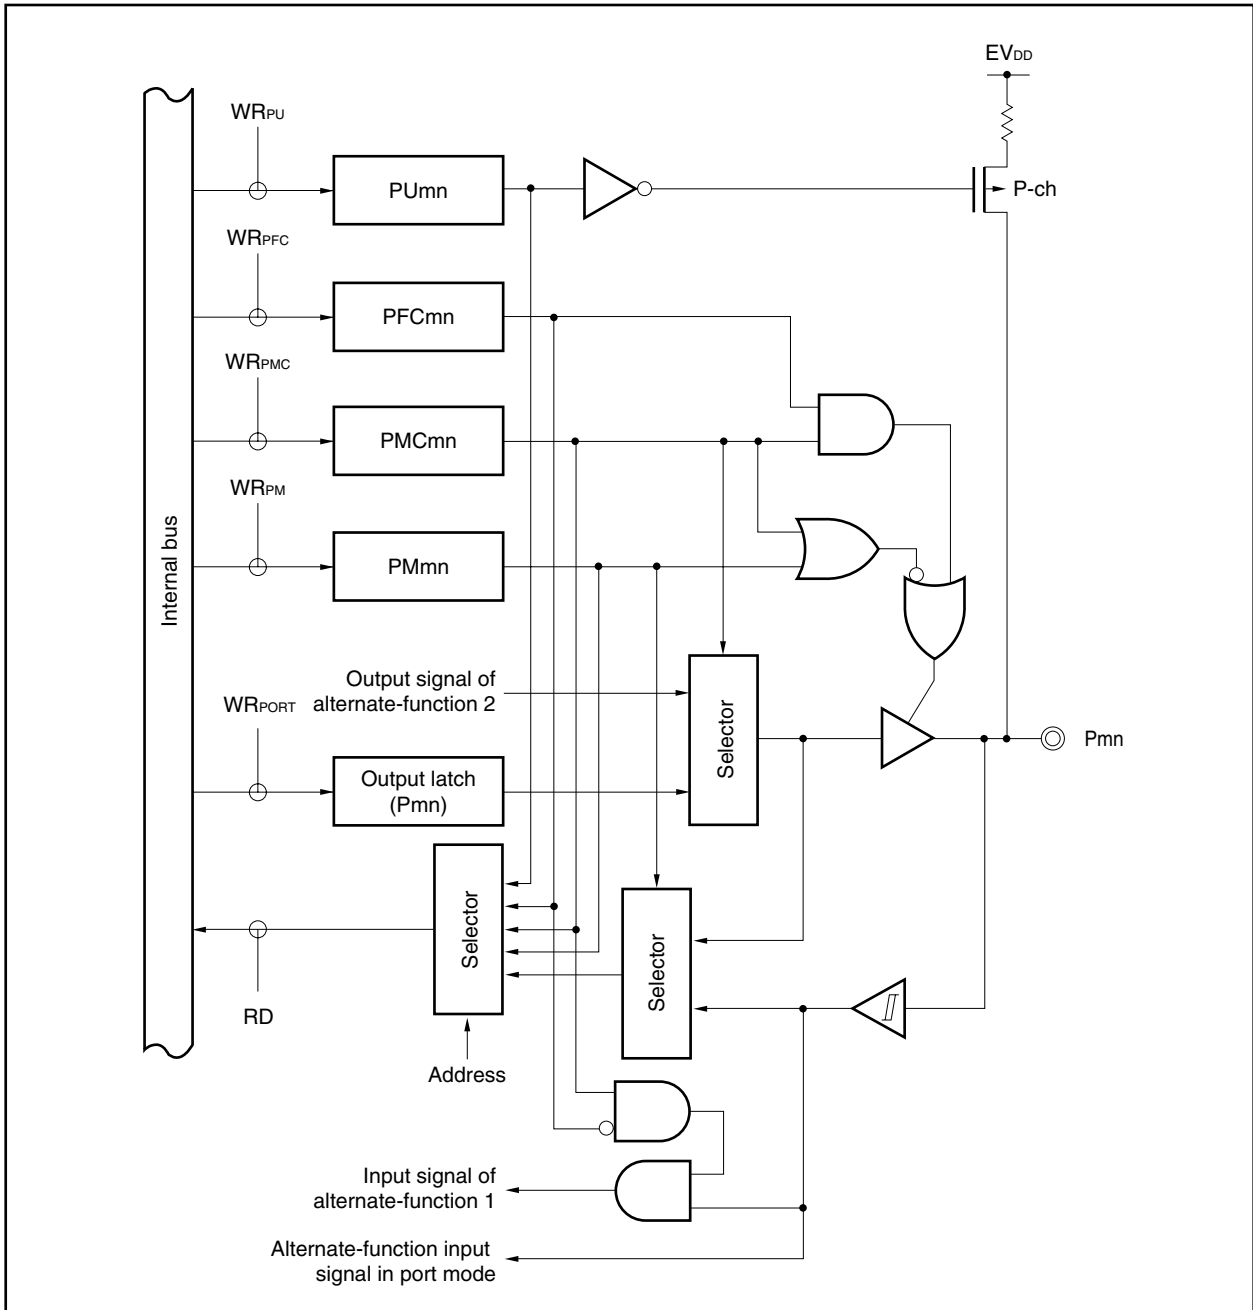 EVDD
WRPU
PUmn
P-ch
WRPFC
PFCmn
WRPMC
PMCmn
WRPM
PMmn
Internal bus
Output signal of
alternate-function 2
WRPORT
Selector
Pmn
Output latch
(Pmn)
Selector
Selector
RD
Address
Input signal of
alternate-function 1
Alternate-function input
signal in port mode